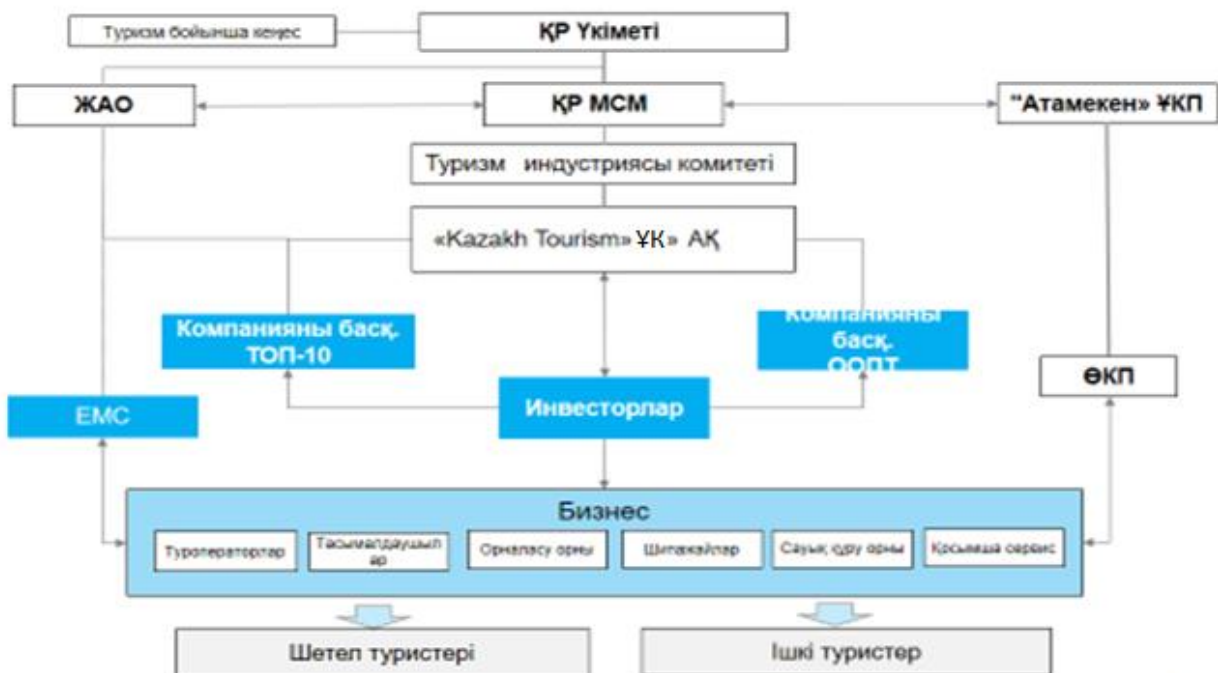 Туризм бойынша кеңес
ҚР Үкіметі
ЖАО
ҚР МСМ
"Атамекен» ҰКП
Туризм индустриясы комитеті
«Kazakh Tourism» ҰК» АҚ
Компанияны басқ.
ТОП-10
Компанияны
басқ.
ООПТ
ӨКП
Инвесторлар
ЕМС
Бизнес
Туроператорлар
Тасымалдаушыл
ар
Орналасу орны
Шипажайлар
Сауық құру орны
Қосымша сервис
Шетел туристері
Ішкі туристер